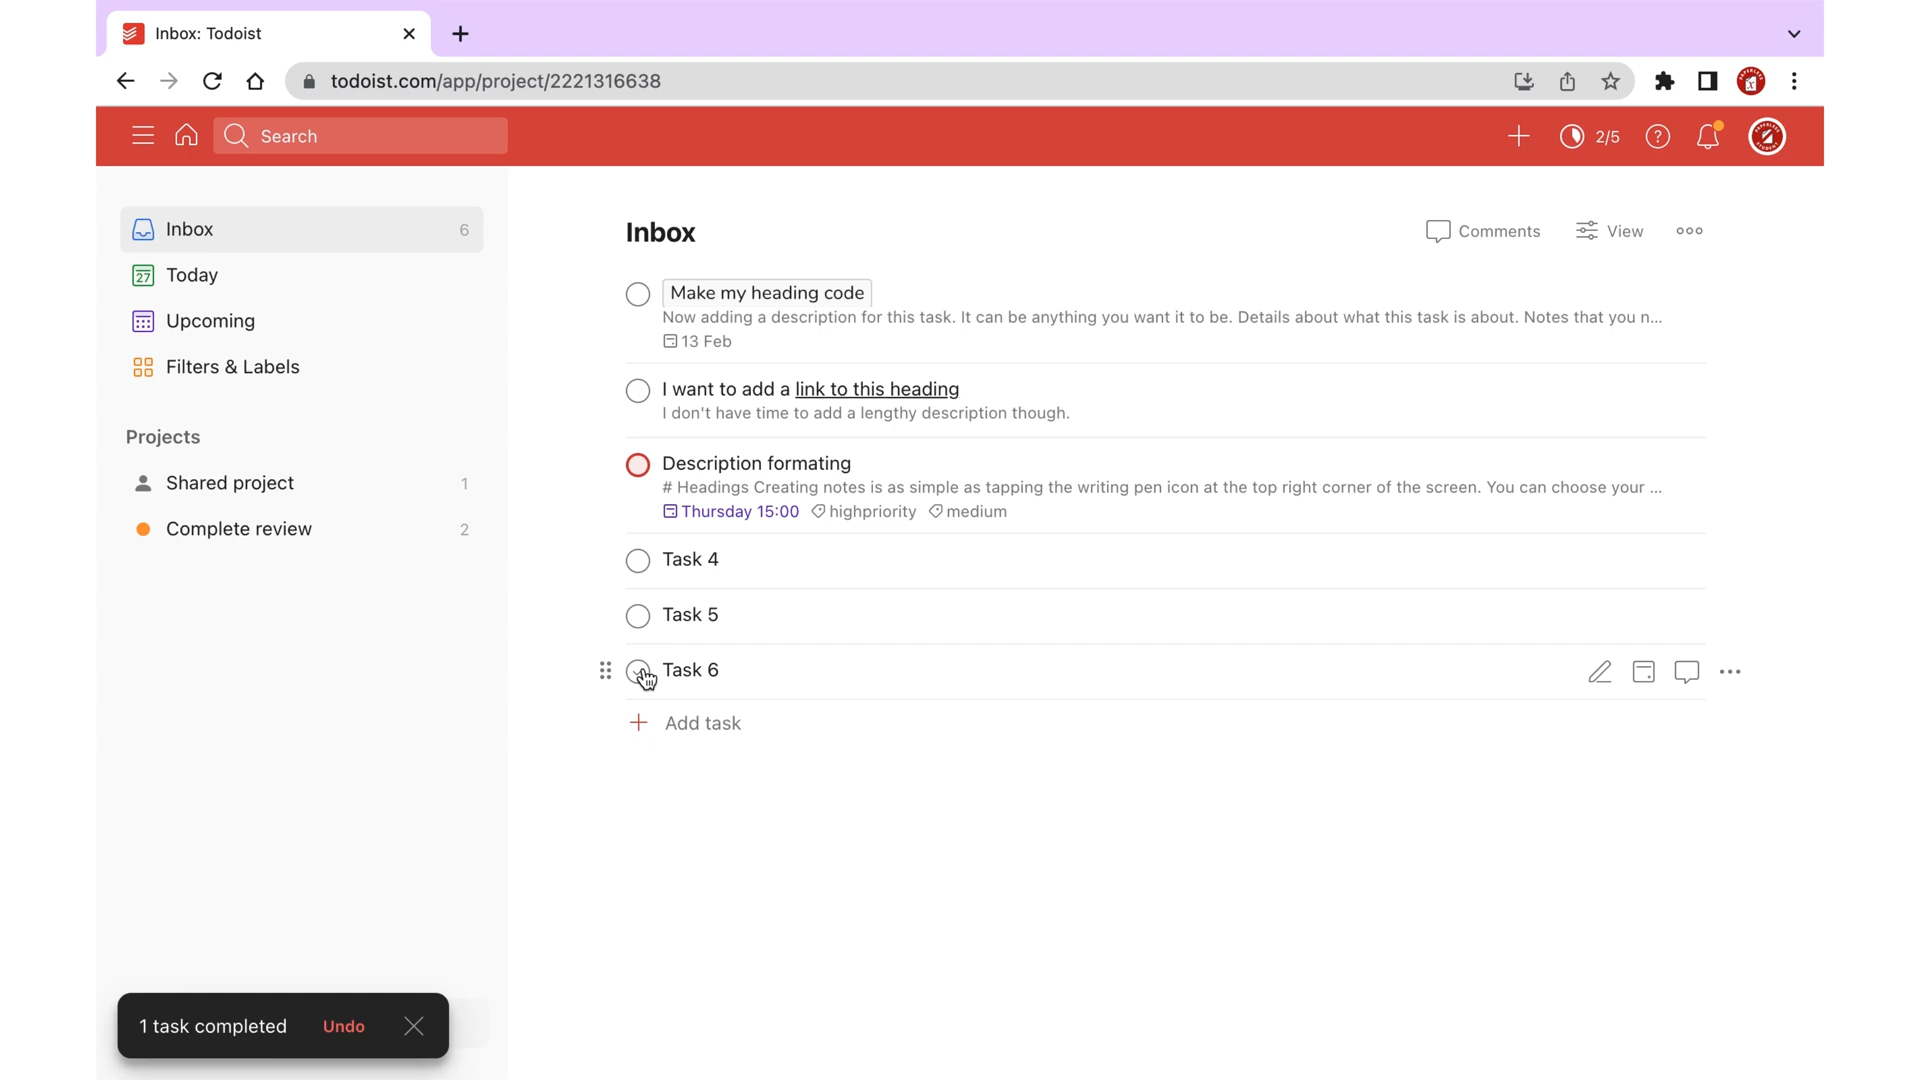 Inbox: Todoist
todoist.com/app/project/2221316638
Search
2/5
Inbox 6
27 Today
Upcoming
Filters & Labels
Projects
Shared project 1
Complete review 2
Inbox
Comments
View
Make my heading code
Now adding a description for this task. It can be anything you want it to be. Details about what this task is about. Notes that you n...
13 Feb
I want to add a link to this heading
I don't have time to add a lengthy description though.
Description formating
# Headings Creating notes is as simple as tapping the writing pen icon at the top right corner of the screen. You can choose your ...
Thursday 15:00 highpriority medium
Task 4
Task 5
Task 6
+ Add task
1 task completed Undo